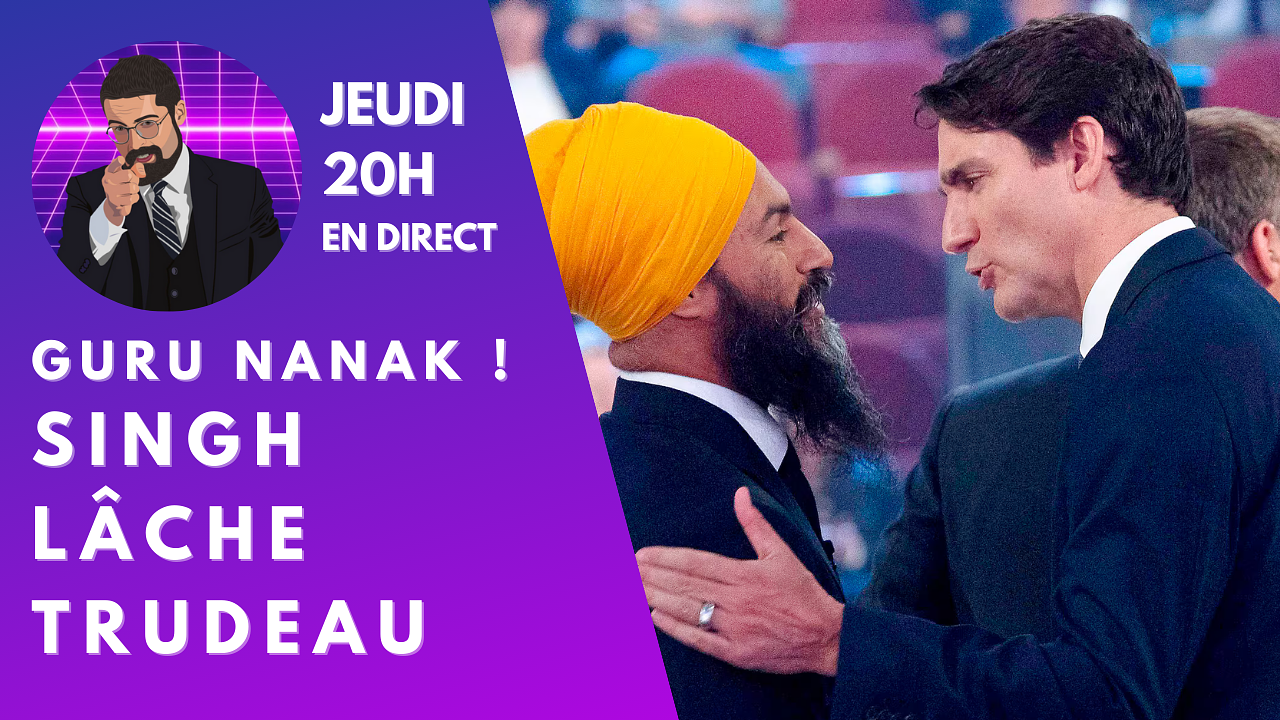 JEUDI
20H
EN DIRECT
GURU NANAK !
SINGH
LÂCHE
TRUDEAU